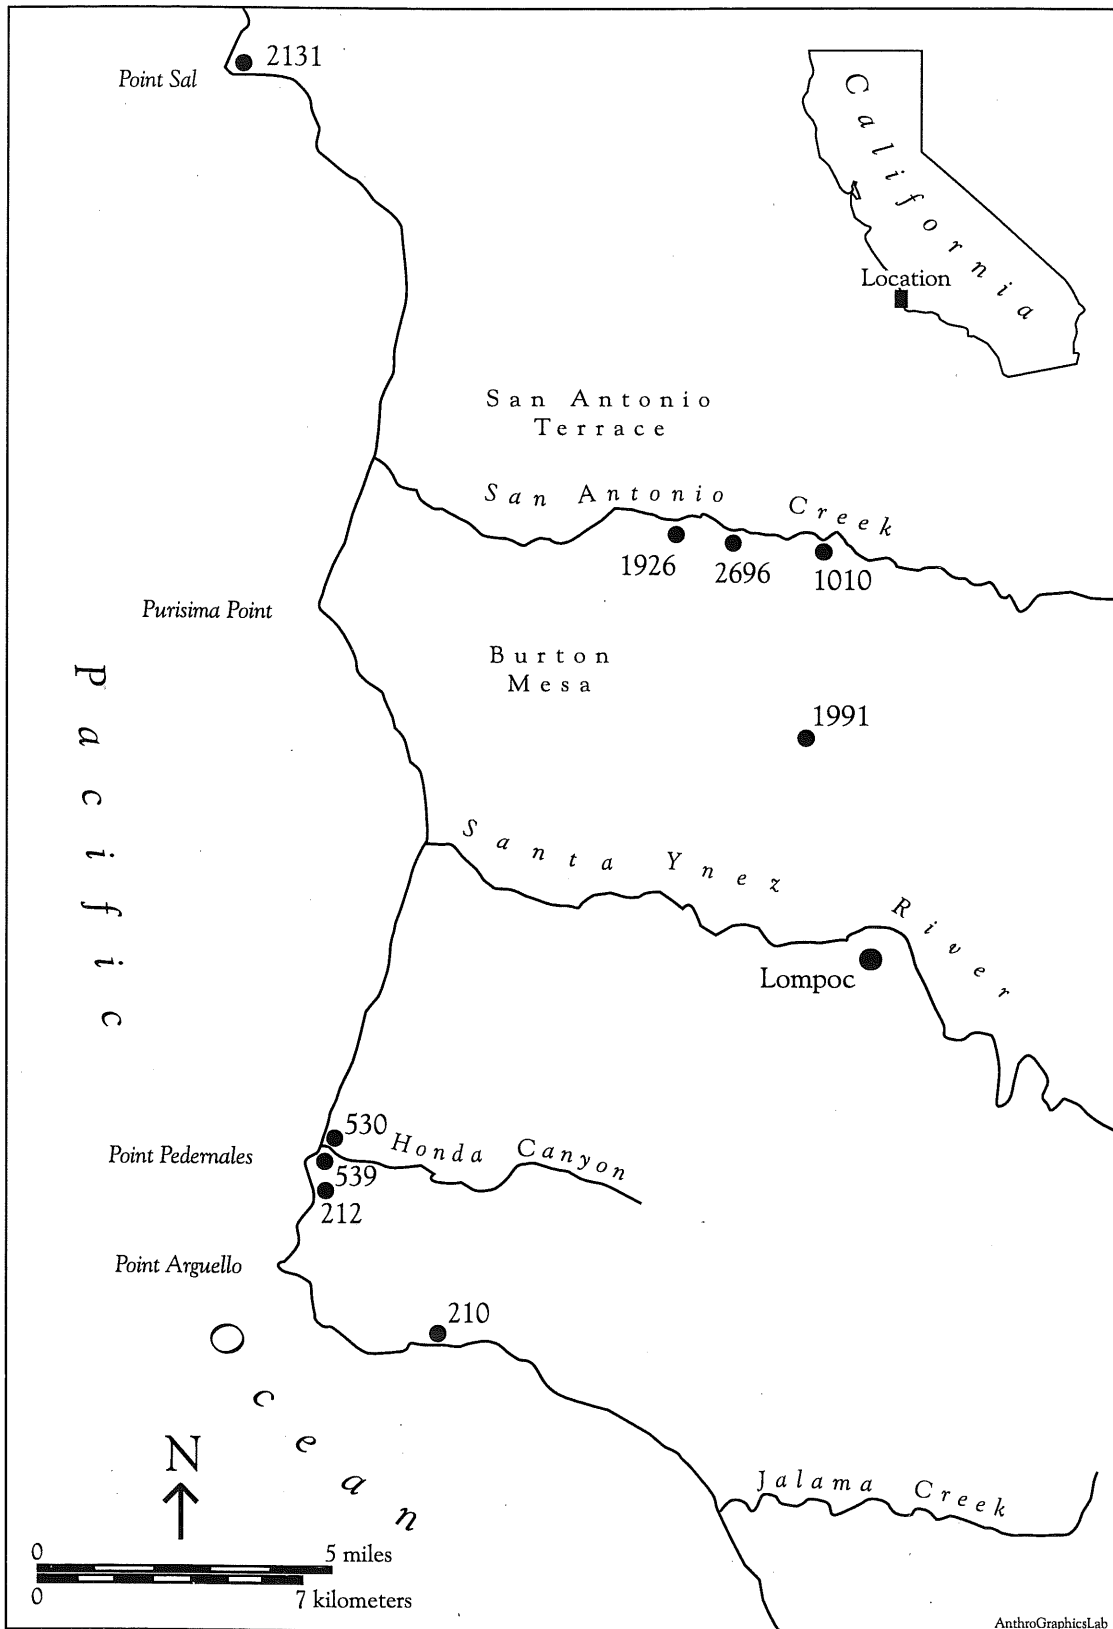 2131
Point Sal
California
Location
San Antonio
Terrace
San Antonio Creek
1926
2696
1010
Purisima Point
Burton
Mesa
1991
Pacific
Santa Ynez River
Lompoc
530
Honda Canyon
Point Pedernales
539
212
Point Arguello
210
Ocean
N
Jalama Creek
0
5 miles
0
7 kilometers
AnthroGraphicsLab